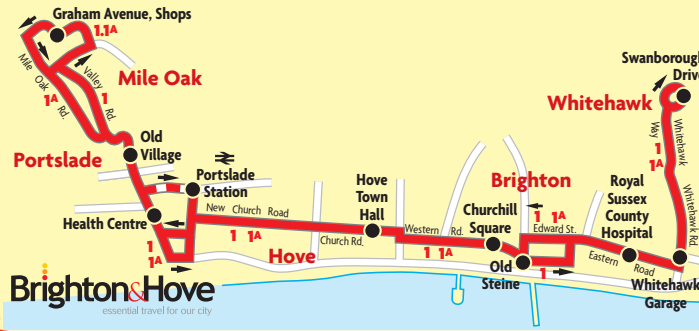 Graham Avenue, Shops
1.1A
Mile Oak
Mile Oak Rd.
1A
Valley Rd.
1
Portslade
Old
Village
Portslade
Station
Health Centre
1
1A
New Church Road
1 1A
Hove
Hove
Town
Hall
Church Rd.
Western Rd.
1 1A
Brighton
Churchill
Square
Old
Steine
1 1A
Edward St.
1
Eastern Road
Royal
Sussex
County
Hospital
Whitehawk
Swanborough
Drive
Whitehawk Way
1
1A
Whitehawk Rd.
Whitehawk
Garage
Brighton&Hove
essential travel for our city